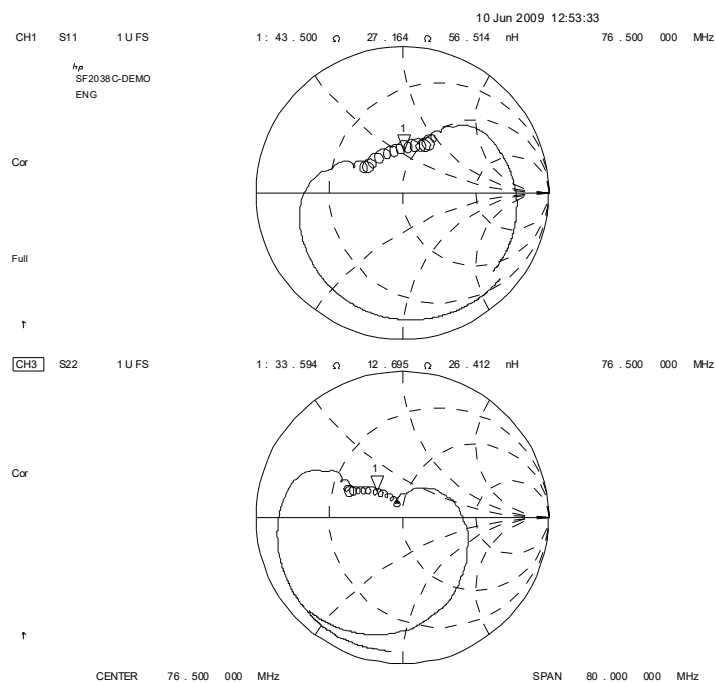 10 Jun 2009 12:53:33
CH1 S11 1 U FS 1: 43.500 Ω 27.164 Ω 56.514 nH 76.500 000 MHz
hp
SF2038C-DEMO
ENG
1
Cor
Full
↑
CH3 S22 1 U FS 1: 33.594 Ω 12.695 Ω 26.412 nH 76.500 000 MHz
1
Cor
↑
CENTER 76.500 000 MHz SPAN 80.000 000 MHz